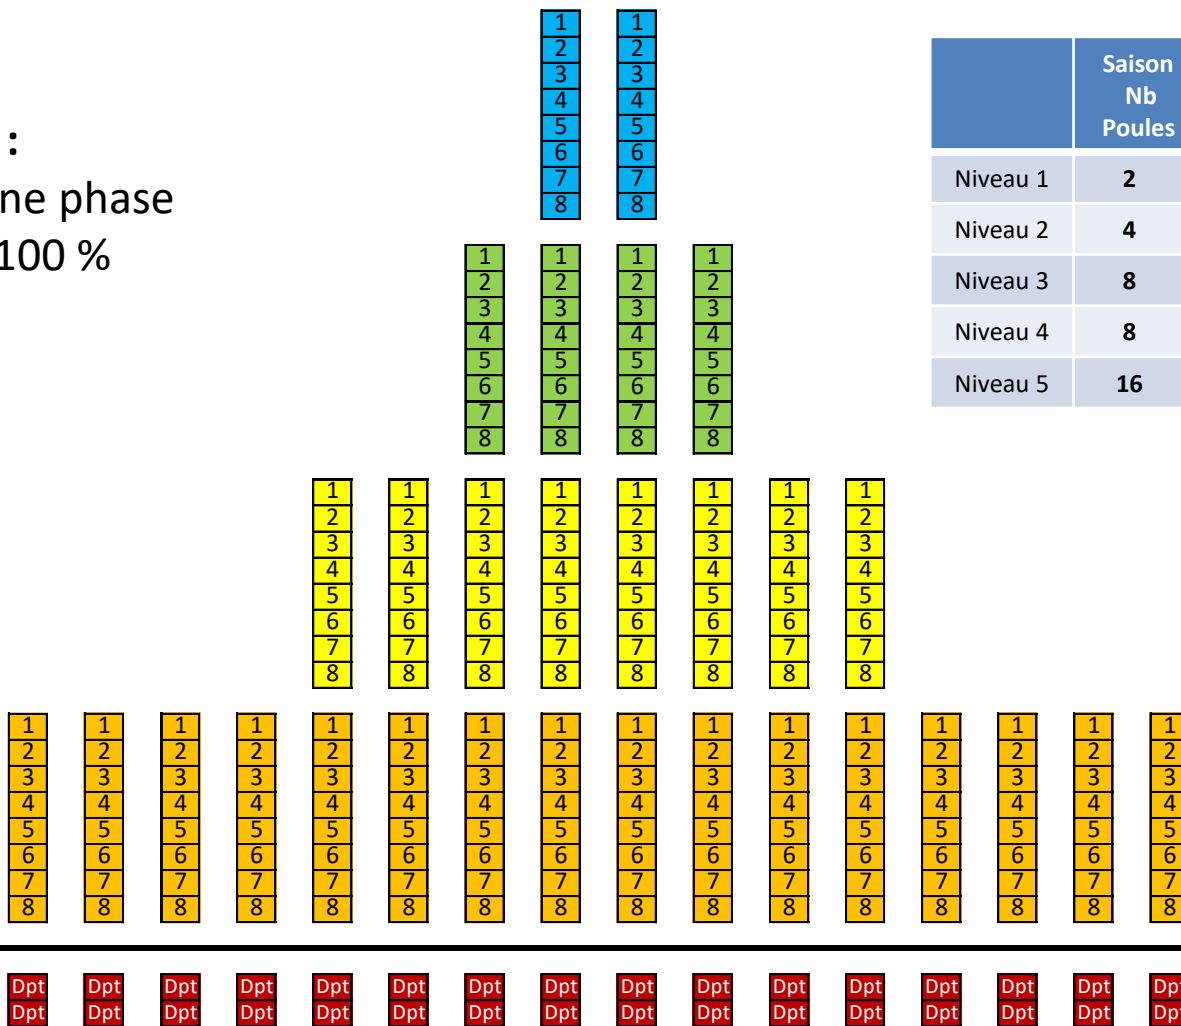 :
ne phase
100 %
1 1
2 2
3 3
4 4
5 5
6 6
7 7
8 8
Saison
Nb
Poules
Niveau 1 2
Niveau 2 4
Niveau 3 8
Niveau 4 8
Niveau 5 16
1 1 1 1
2 2 2 2
3 3 3 3
4 4 4 4
5 5 5 5
6 6 6 6
7 7 7 7
8 8 8 8
1 1 1 1 1 1 1 1
2 2 2 2 2 2 2 2
3 3 3 3 3 3 3 3
4 4 4 4 4 4 4 4
5 5 5 5 5 5 5 5
6 6 6 6 6 6 6 6
7 7 7 7 7 7 7 7
8 8 8 8 8 8 8 8
1 1 1 1 1 1 1 1 1 1 1 1 1 1 1 1
2 2 2 2 2 2 2 2 2 2 2 2 2 2 2 2
3 3 3 3 3 3 3 3 3 3 3 3 3 3 3 3
4 4 4 4 4 4 4 4 4 4 4 4 4 4 4 4
5 5 5 5 5 5 5 5 5 5 5 5 5 5 5 5
6 6 6 6 6 6 6 6 6 6 6 6 6 6 6 6
7 7 7 7 7 7 7 7 7 7 7 7 7 7 7 7
8 8 8 8 8 8 8 8 8 8 8 8 8 8 8 8
Dpt Dpt Dpt Dpt Dpt Dpt Dpt Dpt Dpt Dpt Dpt Dpt Dpt Dpt Dpt Dp
Dpt Dpt Dpt Dpt Dpt Dpt Dpt Dpt Dpt Dpt Dpt Dpt Dpt Dpt Dpt Dp